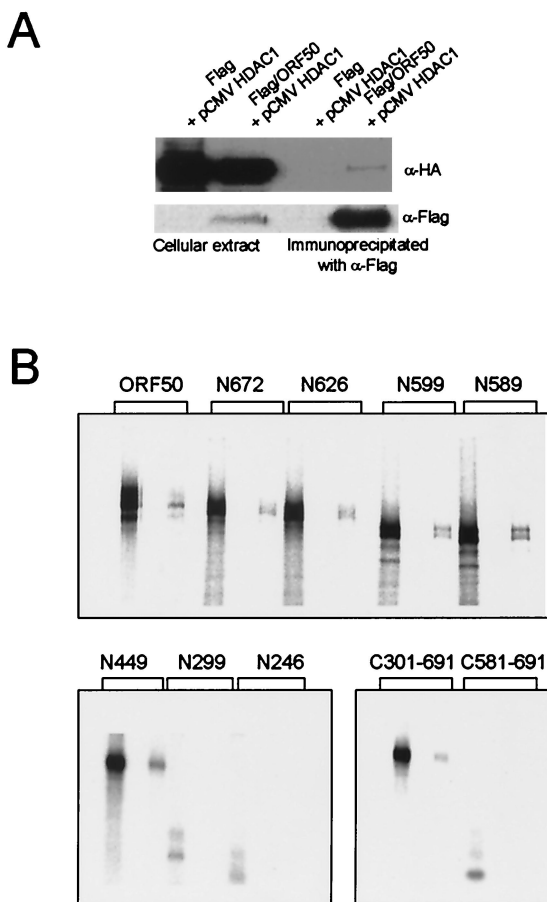 A
Flag
+ pCMV HDAC1
Flag/ORF50
+ pCMV HDAC1
Flag
+ pCMV HDAC1
Flag/ORF50
+ pCMV HDAC1
α-HA
α-Flag
Cellular extract
Immunoprecipitated
with α-Flag
B
ORF50 N672 N626 N599 N589
N449 N299 N246 C301-691 C581-691